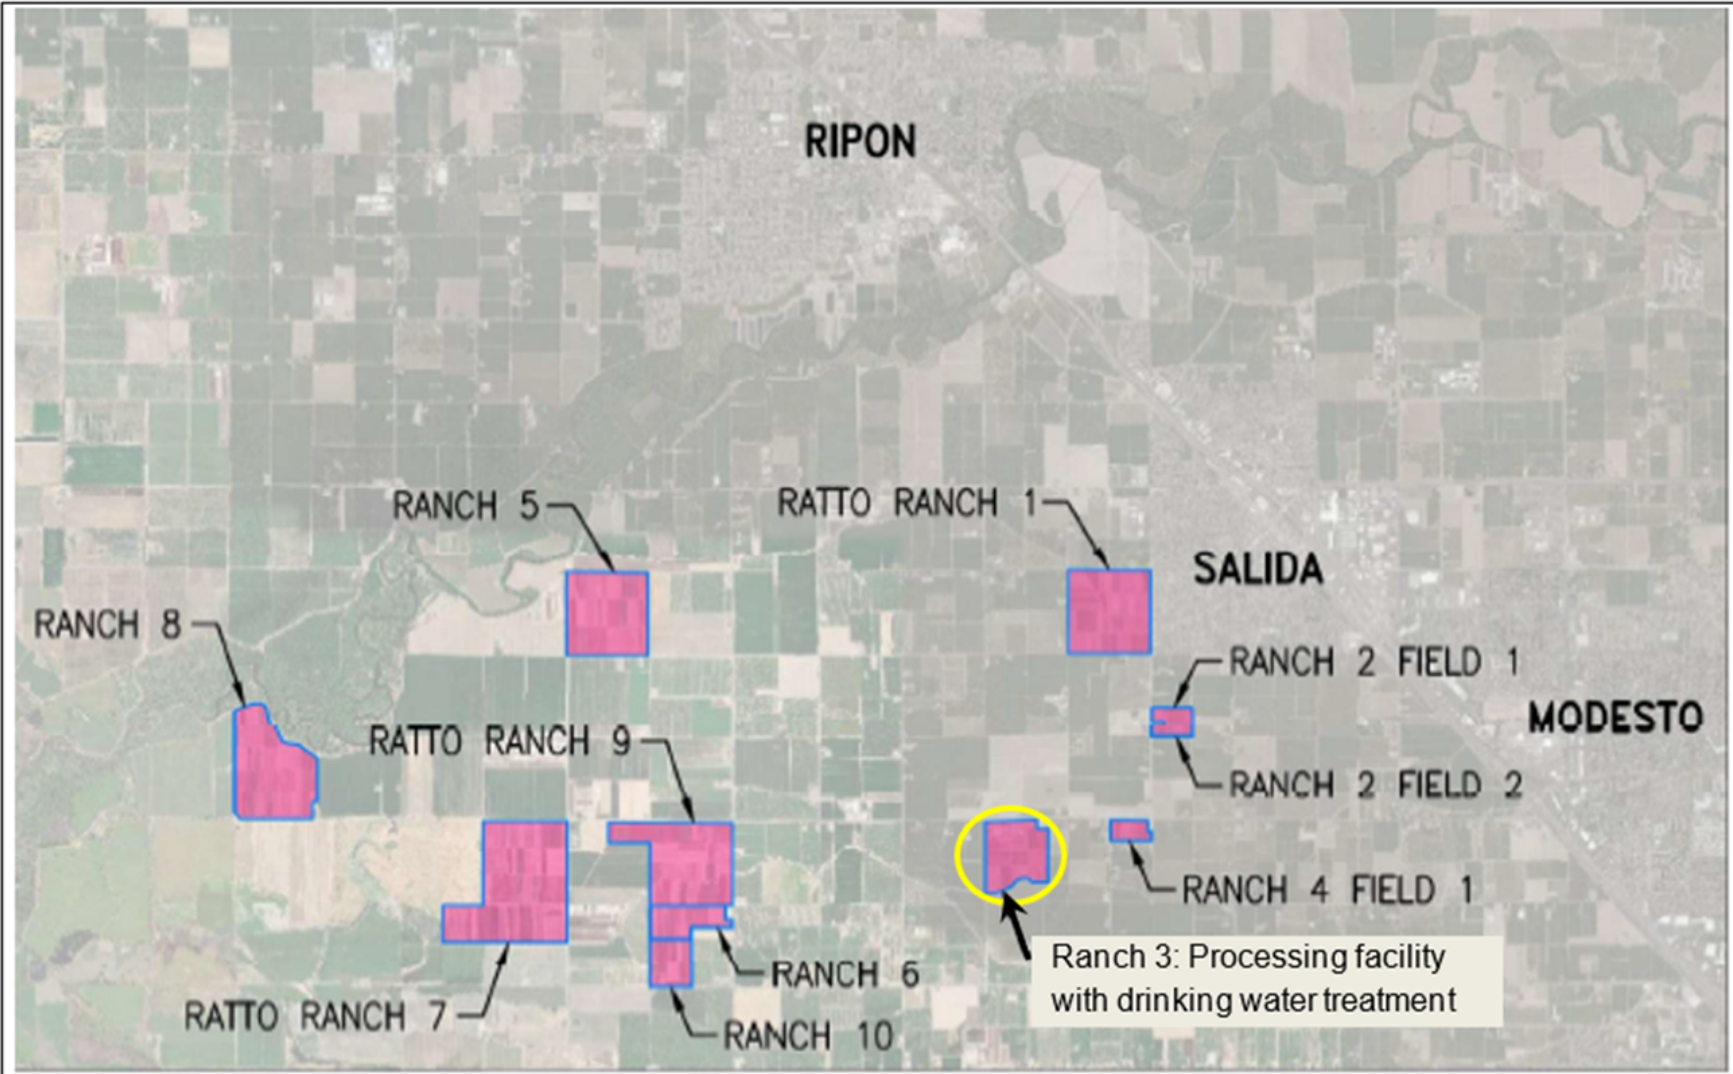 RIPON
RANCH 5
RATTO RANCH 1
SALIDA
RANCH 8
RANCH 2 FIELD 1
RATTO RANCH 9
MODESTO
RANCH 2 FIELD 2
RANCH 4 FIELD 1
Ranch 3: Processing facility
with drinking water treatment
RANCH 6
RATTO RANCH 7
RANCH 10